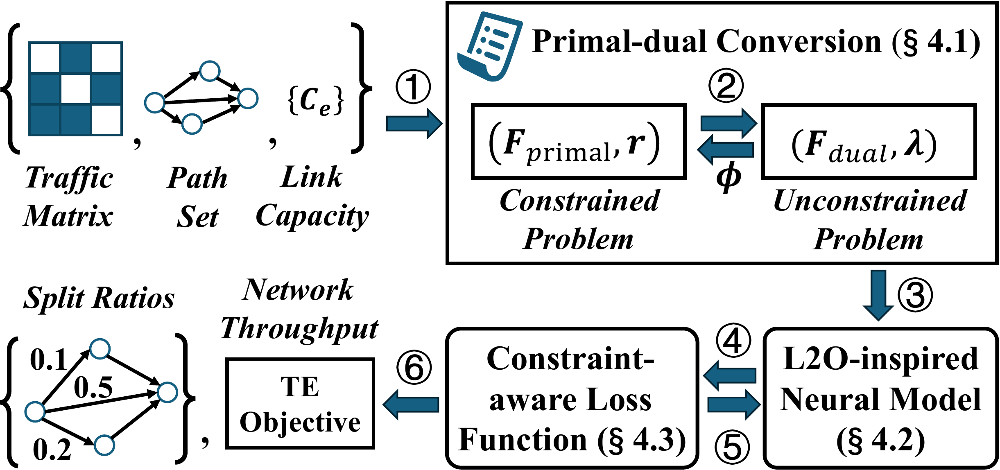 { , , {C_e} }
Traffic
Matrix
Path
Set
Link
Capacity
①
Primal-dual Conversion (§ 4.1)
②
(F_primal, r)
(F_dual, λ)
ϕ
Constrained
Problem
Unconstrained
Problem
③
Split Ratios
0.1
0.5
0.2
,
Network
Throughput
TE
Objective
⑥
Constraint-
aware Loss
Function (§ 4.3)
④
⑤
L2O-inspired
Neural Model
(§ 4.2)